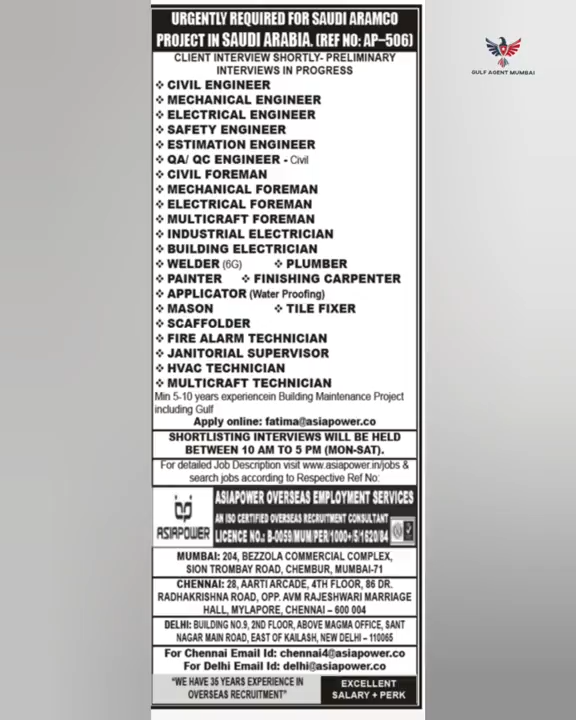 URGENTLY REQUIRED FOR SAUDI ARAMCO
PROJECT IN SAUDI ARABIA. (REF NO: AP-506)
GULF AGENT MUMBAI
CLIENT INTERVIEW SHORTLY- PRELIMINARY
INTERVIEWS IN PROGRESS
❖ CIVIL ENGINEER
❖ MECHANICAL ENGINEER
❖ ELECTRICAL ENGINEER
❖ SAFETY ENGINEER
❖ ESTIMATION ENGINEER
❖ QA/ QC ENGINEER - Civil
❖ CIVIL FOREMAN
❖ MECHANICAL FOREMAN
❖ ELECTRICAL FOREMAN
❖ MULTICRAFT FOREMAN
❖ INDUSTRIAL ELECTRICIAN
❖ BUILDING ELECTRICIAN
❖ WELDER (6G) ❖ PLUMBER
❖ PAINTER ❖ FINISHING CARPENTER
❖ APPLICATOR (Water Proofing)
❖ MASON ❖ TILE FIXER
❖ SCAFFOLDER
❖ FIRE ALARM TECHNICIAN
❖ JANITORIAL SUPERVISOR
❖ HVAC TECHNICIAN
❖ MULTICRAFT TECHNICIAN
Min 5-10 years experiencein Building Maintenance Project
including Gulf
Apply online: fatima@asiapower.co
SHORTLISTING INTERVIEWS WILL BE HELD
BETWEEN 10 AM TO 5 PM (MON-SAT).
For detailed Job Description visit www.asiapower.in/jobs &
search jobs according to Respective Ref No:
ASIAPOWER
ASIAPOWER OVERSEAS EMPLOYMENT SERVICES
AN ISO CERTIFIED OVERSEAS RECRUITMENT CONSULTANT
LICENCE NO.: B-0059/MUM/PER/1000+/5/1620/84
MUMBAI: 204, BEZZOLA COMMERCIAL COMPLEX,
SION TROMBAY ROAD, CHEMBUR, MUMBAI-71
CHENNAI: 28, AARTI ARCADE, 4TH FLOOR, 86 DR.
RADHAKRISHNA ROAD, OPP. AVM RAJESHWARI MARRIAGE
HALL, MYLAPORE, CHENNAI – 600 004
DELHI: BUILDING NO.9, 2ND FLOOR, ABOVE MAGMA OFFICE, SANT
NAGAR MAIN ROAD, EAST OF KAILASH, NEW DELHI – 110065
For Chennai Email Id: chennai4@asiapower.co
For Delhi Email Id: delhi@asiapower.co
"WE HAVE 35 YEARS EXPERIENCE IN
OVERSEAS RECRUITMENT"
EXCELLENT
SALARY + PERK